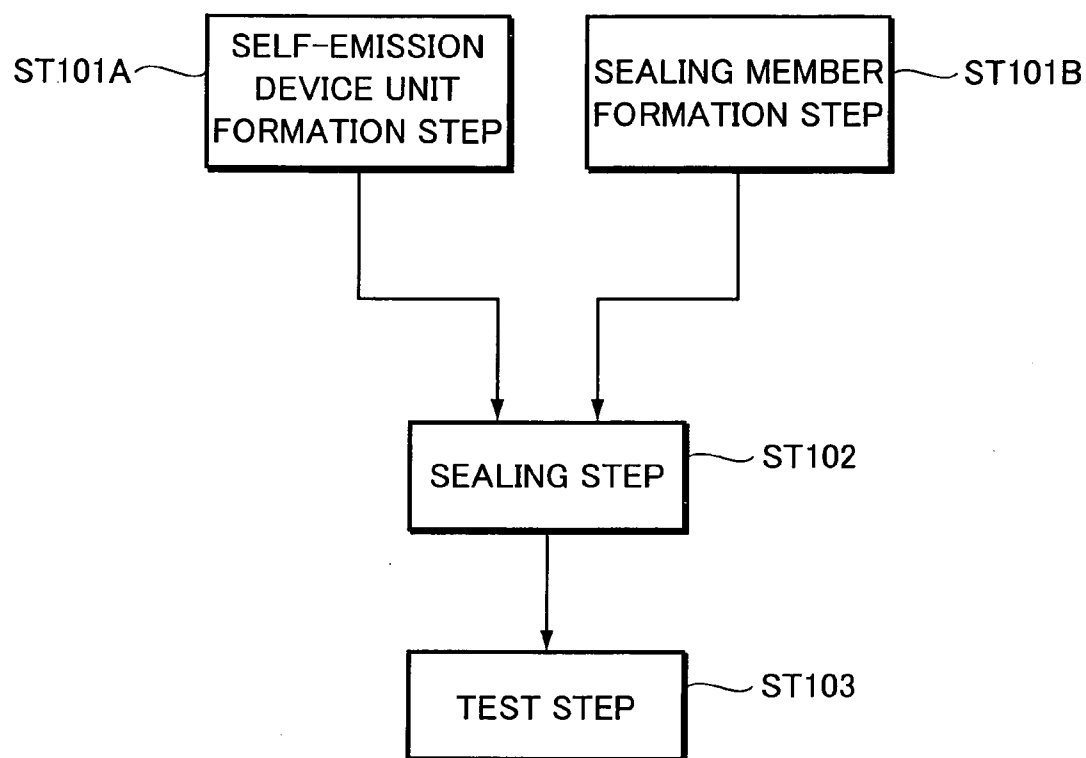 ST101A
SELF-EMISSION
DEVICE UNIT
FORMATION STEP
SEALING MEMBER
FORMATION STEP
ST101B
SEALING STEP
ST102
TEST STEP
ST103